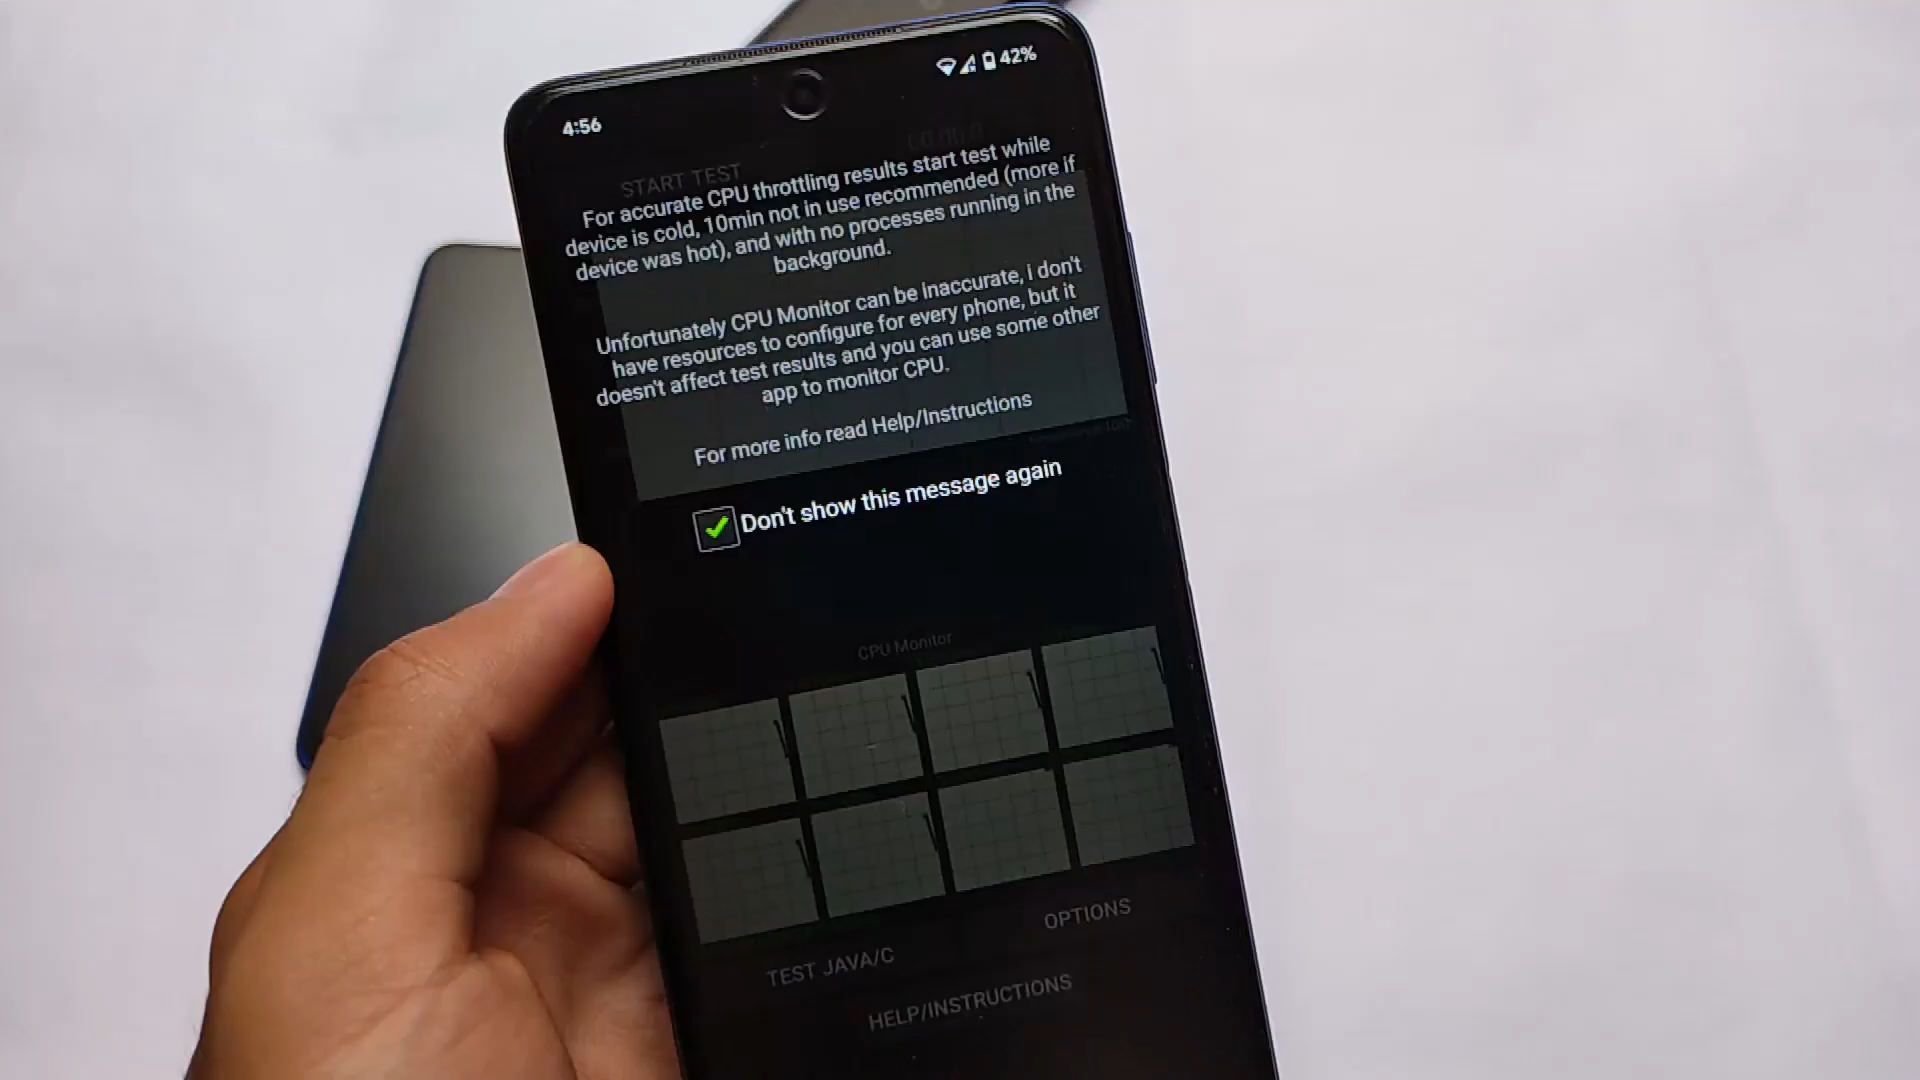 4:56
42%
START TEST
For accurate CPU throttling results start test while
device is cold, 10min not in use recommended (more if
device was hot), and with no processes running in the
background.
Unfortunately CPU Monitor can be inaccurate, i don't
have resources to configure for every phone, but it
doesn't affect test results and you can use some other
app to monitor CPU.
For more info read Help/Instructions
Don't show this message again
CPU Monitor
OPTIONS
TEST JAVA/C
HELP/INSTRUCTIONS